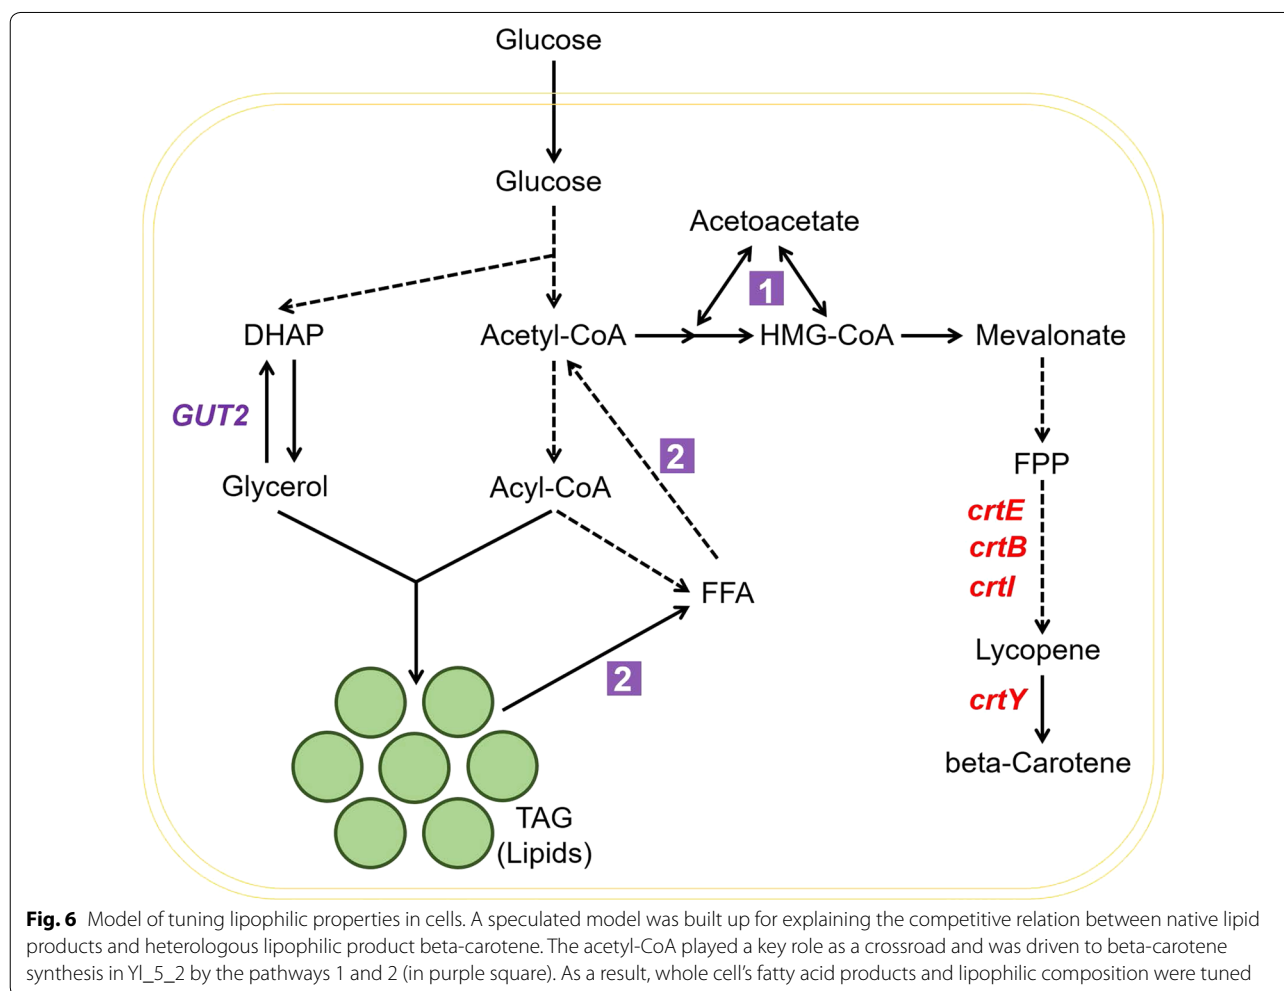 Glucose
Glucose
Acetoacetate
1
DHAP
Acetyl-CoA
HMG-CoA
Mevalonate
GUT2
2
FPP
Glycerol
Acyl-CoA
crtE
crtB
crtI
FFA
Lycopene
2
crtY
beta-Carotene
TAG
(Lipids)
Fig. 6 Model of tuning lipophilic properties in cells. A speculated model was built up for explaining the competitive relation between native lipid
products and heterologous lipophilic product beta-carotene. The acetyl-CoA played a key role as a crossroad and was driven to beta-carotene
synthesis in Yl_5_2 by the pathways 1 and 2 (in purple square). As a result, whole cell’s fatty acid products and lipophilic composition were tuned